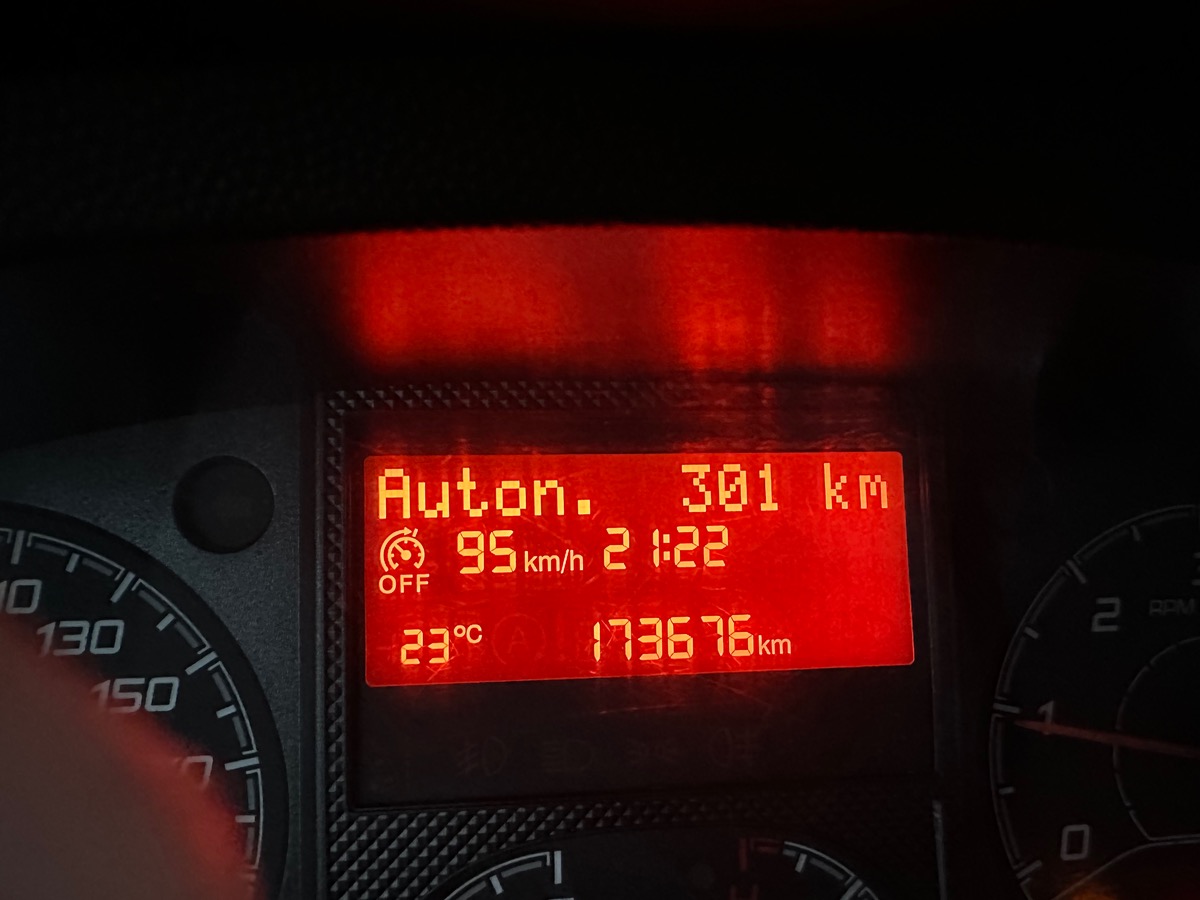 Auton. 301 km
95 km/h 21:22
OFF
23°C 173676 km
130
150
2 RPM
1
0